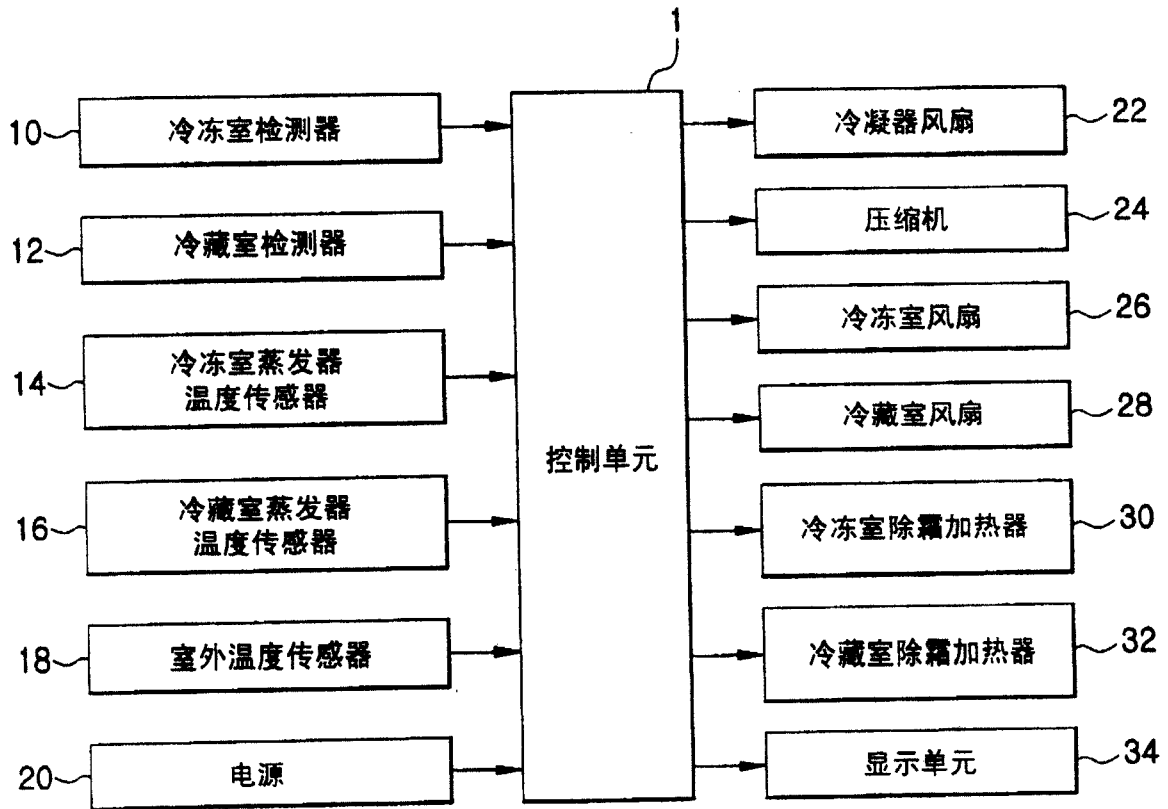 1
10
冷冻室检测器
12
冷藏室检测器
14
冷冻室蒸发器
温度传感器
16
冷藏室蒸发器
温度传感器
18
室外温度传感器
20
电源
控制单元
冷凝器风扇
22
压缩机
24
冷冻室风扇
26
冷藏室风扇
28
冷冻室除霜加热器
30
冷藏室除霜加热器
32
显示单元
34